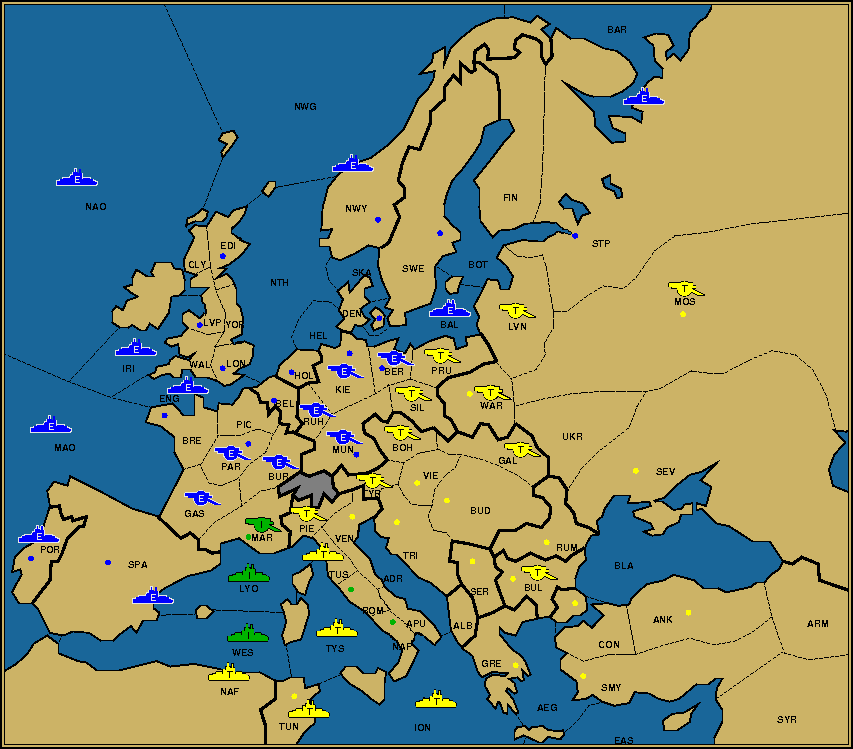 BAR
E
NWG
E
E
NAO
NWY
FIN
EDI
STP
CLY
SWE
BOT
SKA
NTH
T
MOS
DEN
E
BAL
T
LVN
LVP
YOR
HEL
E
IRI
WAL
LON
HOL
E
BER
T
PRU
E
KIE
E
ENG
BEL
T
SIL
T
WAR
E
RUH
PIC
E
MAO
BRE
E
MUN
T
BOH
UKR
E
PAR
E
BUR
T
GAL
SEV
VIE
T
TYR
E
GAS
BUD
T
PIE
T
MAR
VEN
E
POR
TRI
RUM
T
SPA
BLA
TUS
ADR
T
BUL
LYO
SER
E
ROM
APU
ALB
ANK
ARM
T
TYS
T
WES
NAP
CON
GRE
T
NAF
SMY
T
TUN
T
ION
AEG
SYR
EAS